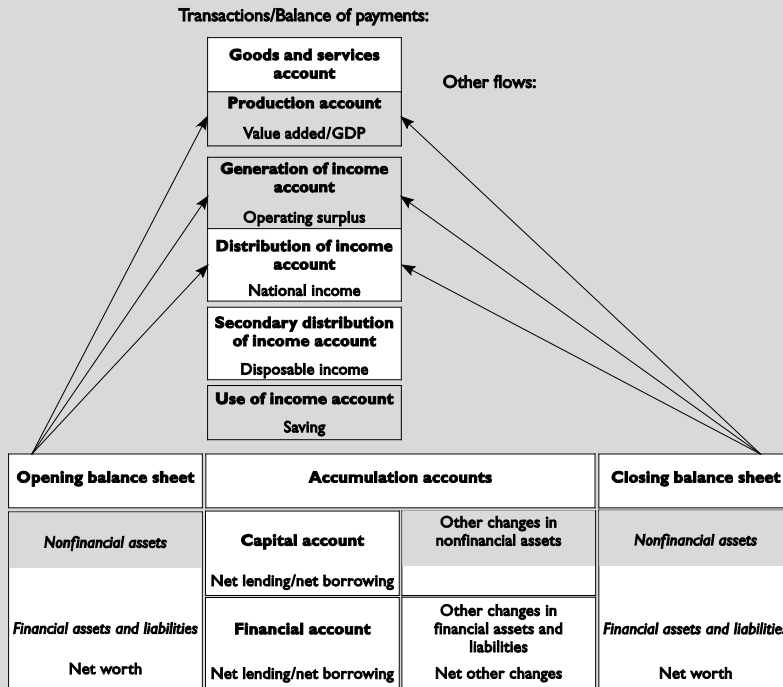 Transactions/Balance of payments:
Goods and services
account
Other flows:
Production account
Value added/GDP
Generation of income
account
Operating surplus
Distribution of income
account
National income
Secondary distribution
of income account
Disposable income
Use of income account
Saving
Opening balance sheet
Accumulation accounts
Closing balance sheet
Nonfinancial assets
Capital account
Net lending/net borrowing
Other changes in
nonfinancial assets
Nonfinancial assets
Financial assets and liabilities
Net worth
Financial account
Net lending/net borrowing
Other changes in
financial assets and
liabilities
Net other changes
Financial assets and liabilities
Net worth